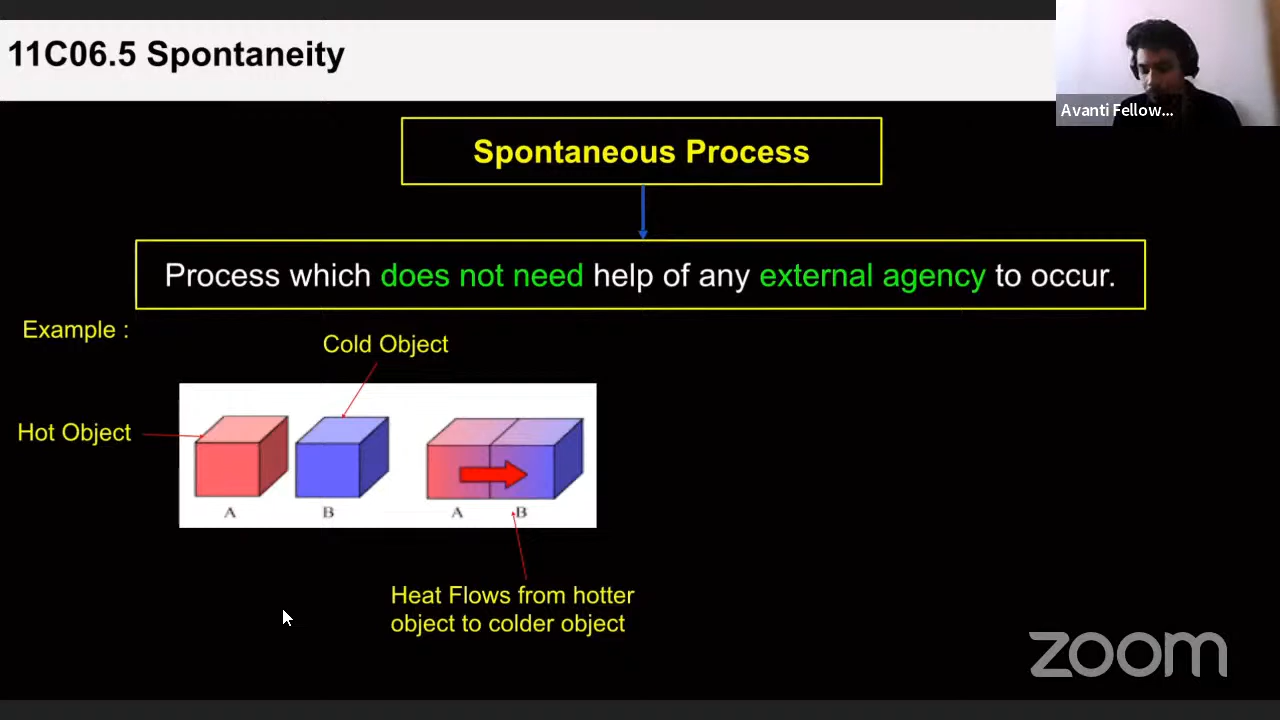 11C06.5 Spontaneity
Avanti Fellow...
Spontaneous Process
Process which does not need help of any external agency to occur.
Example :
Cold Object
Hot Object
A
B
A
B
Heat Flows from hotter
object to colder object
zoom